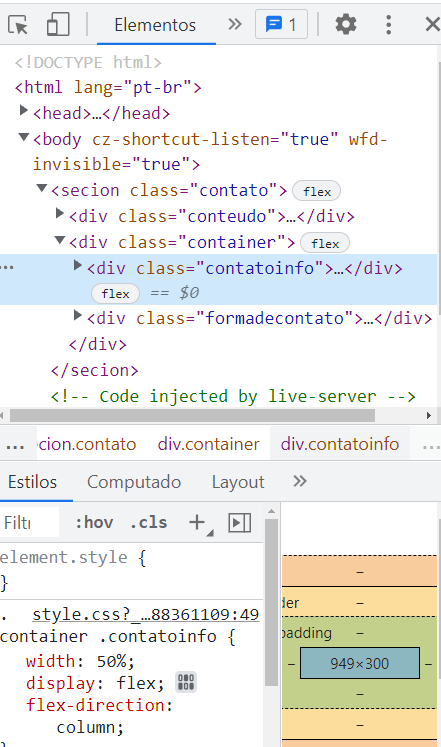 Elementos » 1
<!DOCTYPE html>
<html lang="pt-br">
<head>…</head>
<body cz-shortcut-listen="true" wfd-
invisible="true">
<secion class="contato"> flex
<div class="conteudo">…</div>
<div class="container"> flex
<div class="contatoinfo">…</div>
flex == $0
<div class="formadecontato">…</div>
</div>
</secion>
<!-- Code injected by live-server -->
… ecion.contato div.container div.contatoinfo …
Estilos Computado Layout »
Filtr :hov .cls +
element.style {
}
. style.css?_…88361109:49
container .contatoinfo {
width: 50%;
display: flex;
flex-direction:
column;
–
der –
padding –
– 949×300 –
–
–
–